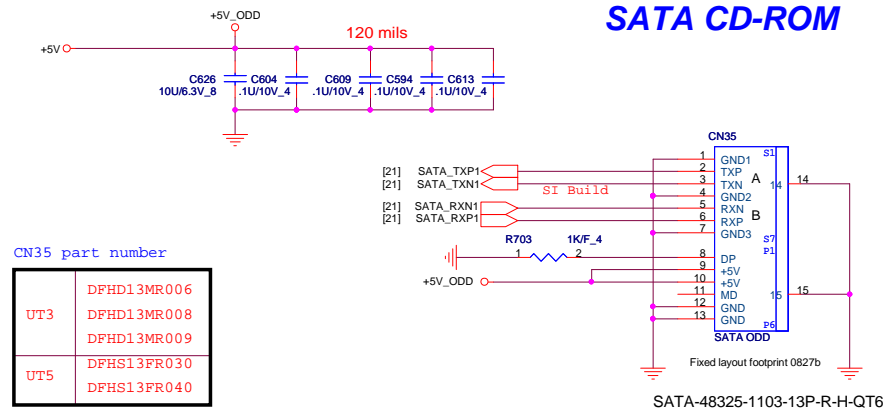 SATA CD-ROM
+5V_ODD
+5V
120 mils
C626
10U/6.3V_8
C604
.1U/10V_4
C609
.1U/10V_4
C594
.1U/10V_4
C613
.1U/10V_4
CN35
[21] SATA_TXP1
[21] SATA_TXN1
SI Build
[21] SATA_RXN1
[21] SATA_RXP1
R703 1K/F_4
1 2
+5V_ODD
1 GND1 S1
2 TXP
3 TXN A 14 14
4 GND2
5 RXN B
6 RXP
7 GND3 S7
P1
8 DP
9 +5V
10 +5V
11 MD 15 15
12 GND
13 GND P6
SATA ODD
Fixed layout footprint 0827b
SATA-48325-1103-13P-R-H-QT6
CN35 part number
UT3
DFHD13MR006
DFHD13MR008
DFHD13MR009
UT5
DFHS13FR030
DFHS13FR040